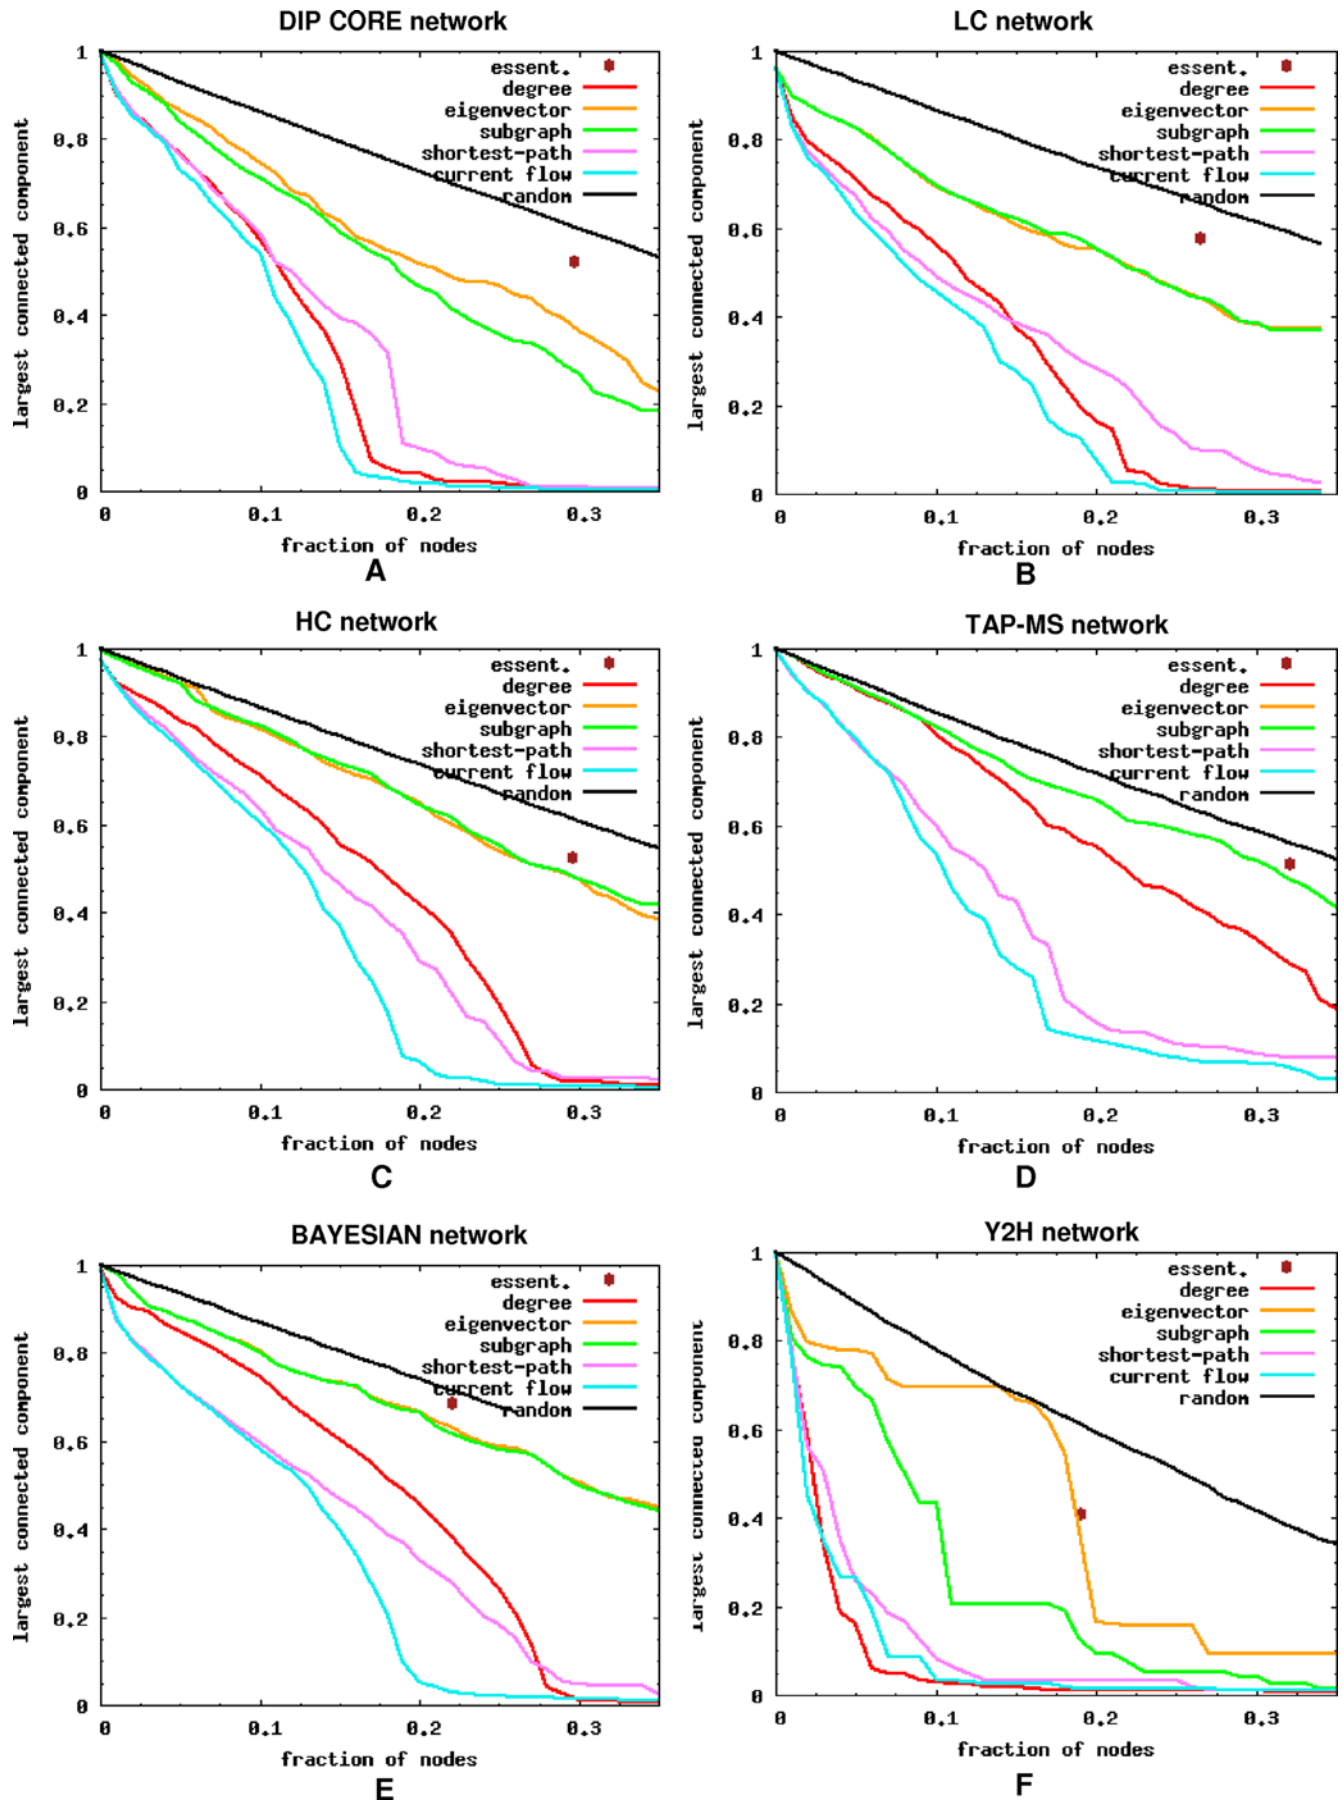 DIP CORE network
1
0.8
0.6
0.4
0.2
0
0
0.1
0.2
0.3
largest connected component
fraction of nodes
essent.
degree
eigenvector
subgraph
shortest-path
current flow
random
A
LC network
1
0.8
0.6
0.4
0.2
0
0
0.1
0.2
0.3
largest connected component
fraction of nodes
essent.
degree
eigenvector
subgraph
shortest-path
current flow
random
B
HC network
1
0.8
0.6
0.4
0.2
0
0
0.1
0.2
0.3
largest connected component
fraction of nodes
essent.
degree
eigenvector
subgraph
shortest-path
current flow
random
C
TAP-MS network
1
0.8
0.6
0.4
0.2
0
0
0.1
0.2
0.3
largest connected component
fraction of nodes
essent.
degree
eigenvector
subgraph
shortest-path
current flow
random
D
BAYESIAN network
1
0.8
0.6
0.4
0.2
0
0
0.1
0.2
0.3
largest connected component
fraction of nodes
essent.
degree
eigenvector
subgraph
shortest-path
current flow
random
E
Y2H network
1
0.8
0.6
0.4
0.2
0
0
0.1
0.2
0.3
largest connected component
fraction of nodes
essent.
degree
eigenvector
subgraph
shortest-path
current flow
random
F